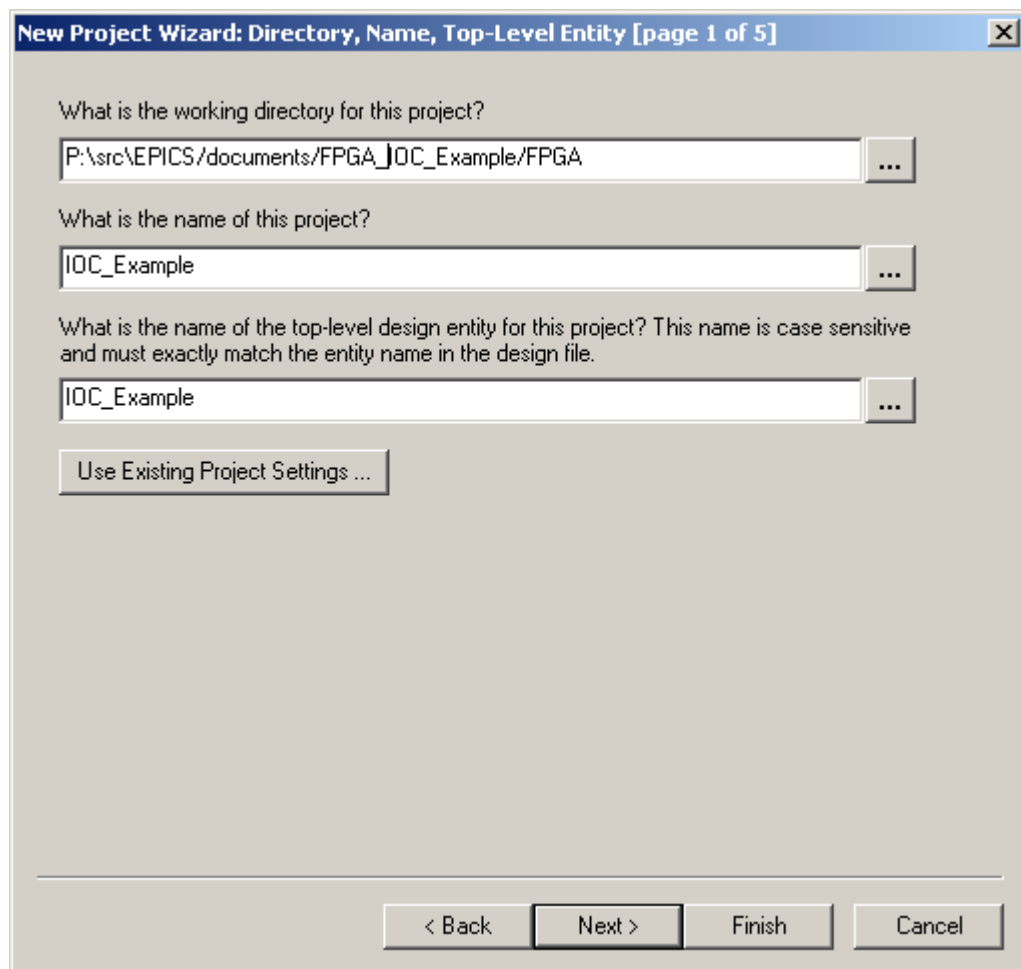 New Project Wizard: Directory, Name, Top-Level Entity [page 1 of 5]
What is the working directory for this project?
P:\src\EPICS/documents/FPGA_IOC_Example/FPGA
...
What is the name of this project?
IOC_Example
...
What is the name of the top-level design entity for this project? This name is case sensitive
and must exactly match the entity name in the design file.
IOC_Example
...
Use Existing Project Settings ...
< Back
Next >
Finish
Cancel